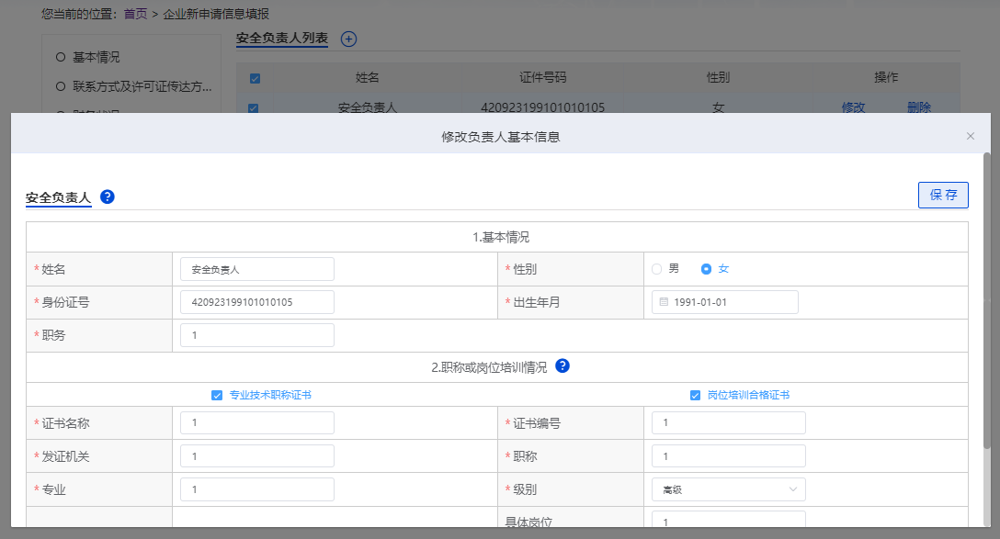 您当前的位置：首页 > 企业新申请信息填报
基本情况
联系方式及许可证传达方...
安全负责人列表
姓名 证件号码 性别 操作
安全负责人 420923199101010105 女 修改 删除
修改负责人基本信息 ×
安全负责人 ?
保 存
1.基本情况
*姓名 安全负责人 *性别 男 女
*身份证号 420923199101010105 *出生年月 1991-01-01
*职务 1
2.职称或岗位培训情况 ?
专业技术职称证书 岗位培训合格证书
*证书名称 1 *证书编号 1
*发证机关 1 *职称 1
*专业 1 *级别 高级
具体岗位 1